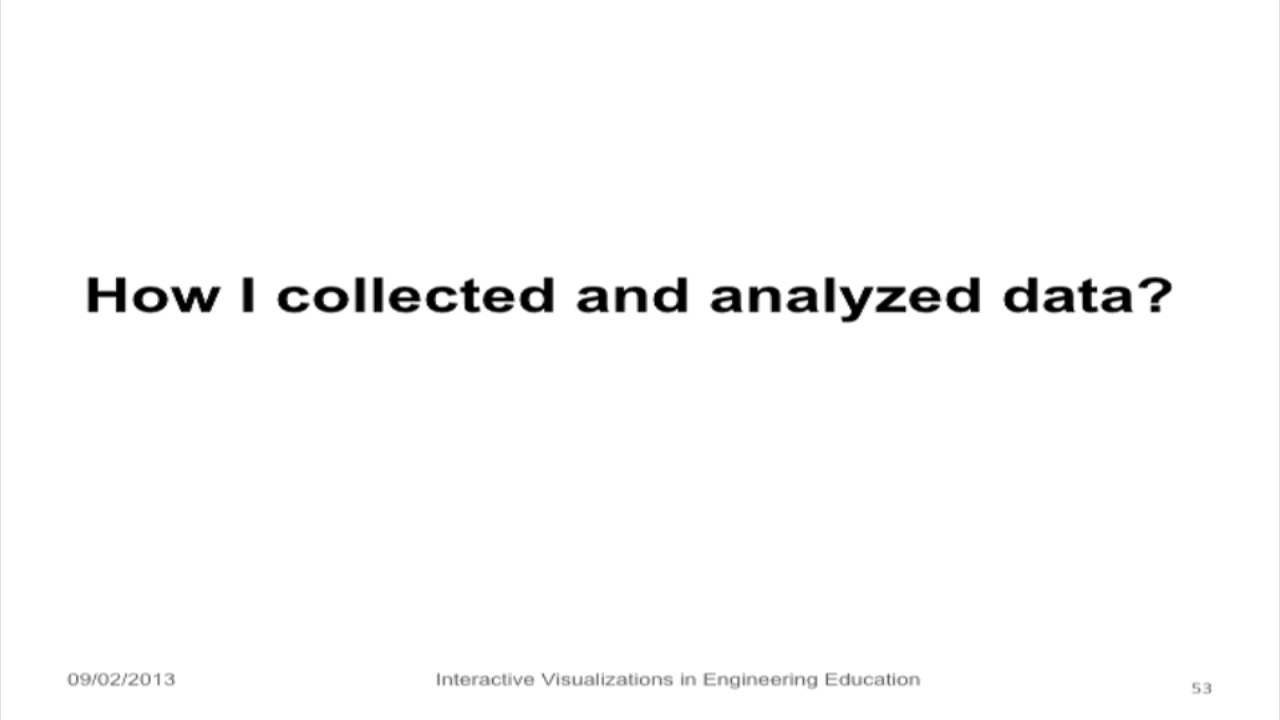 How I collected and analyzed data?
09/02/2013
Interactive Visualizations in Engineering Education
53